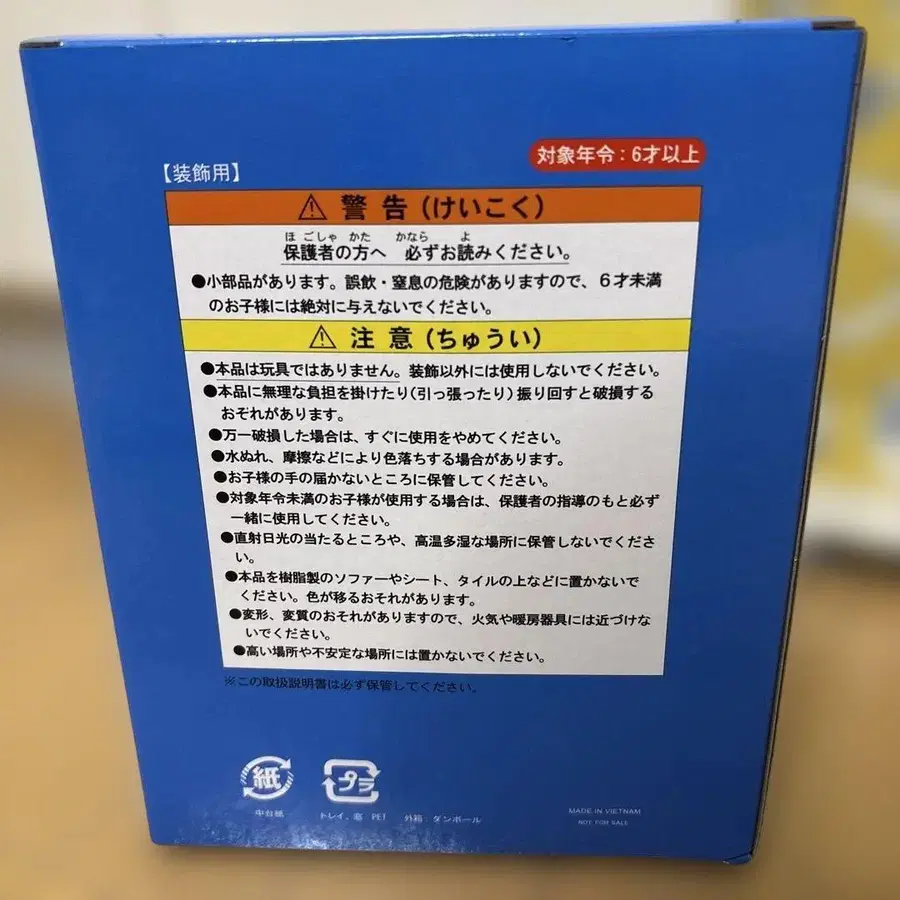 【装飾用】
対象年令：6才以上
⚠ 警告(けいこく)
ほごしゃ かた かなら よ
保護者の方へ 必ずお読みください。
●小部品があります。誤飲・窒息の危険がありますので、６才未満
のお子様には絶対に与えないでください。
⚠ 注意(ちゅうい)
●本品は玩具ではありません。装飾以外には使用しないでください。
●本品に無理な負担を掛けたり(引っ張ったり)振り回すと破損する
おそれがあります。
●万一破損した場合は、すぐに使用をやめてください。
●水ぬれ、摩擦などにより色落ちする場合があります。
●お子様の手の届かないところに保管してください。
●対象年令未満のお子様が使用する場合は、保護者の指導のもと必ず
一緒に使用してください。
●直射日光の当たるところや、高温多湿な場所に保管しないでくださ
い。
●本品を樹脂製のソファーやシート、タイルの上などに置かないで
ください。色が移るおそれがあります。
●変形、変質のおそれがありますので、火気や暖房器具には近づけな
いでください。
●高い場所や不安定な場所には置かないでください。
※この取扱説明書は必ず保管してください。
紙
プラ
中台紙
トレイ、窓 PET 外箱 ダンボール
MADE IN VIETNAM
NOT FOR SALE